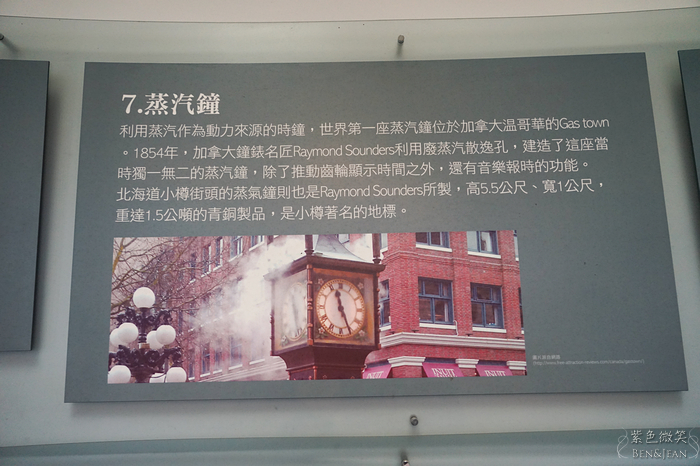 7.蒸汽鐘
利用蒸汽作為動力來源的時鐘，世界第一座蒸汽鐘位於加拿大温哥華的Gas town
。1854年，加拿大鐘錶名匠Raymond Sounders利用廢蒸汽散逸孔，建造了這座當
時獨一無二的蒸汽鐘，除了推動齒輪顯示時間之外，還有音樂報時的功能。
北海道小樽街頭的蒸氣鐘則也是Raymond Sounders所製，高5.5公尺、寬1公尺，
重達1.5公噸的青銅製品，是小樽著名的地標。
紫色微笑
BEN&JEAN